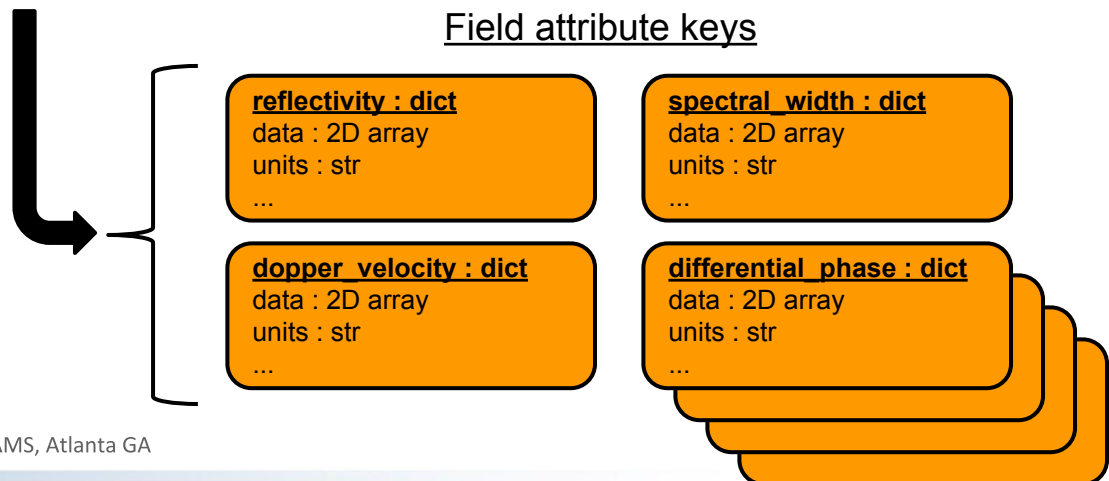 Field attribute keys
reflectivity : dict
data : 2D array
units : str
...
spectral_width : dict
data : 2D array
units : str
...
dopper_velocity : dict
data : 2D array
units : str
...
differential_phase : dict
data : 2D array
units : str
...
AMS, Atlanta GA